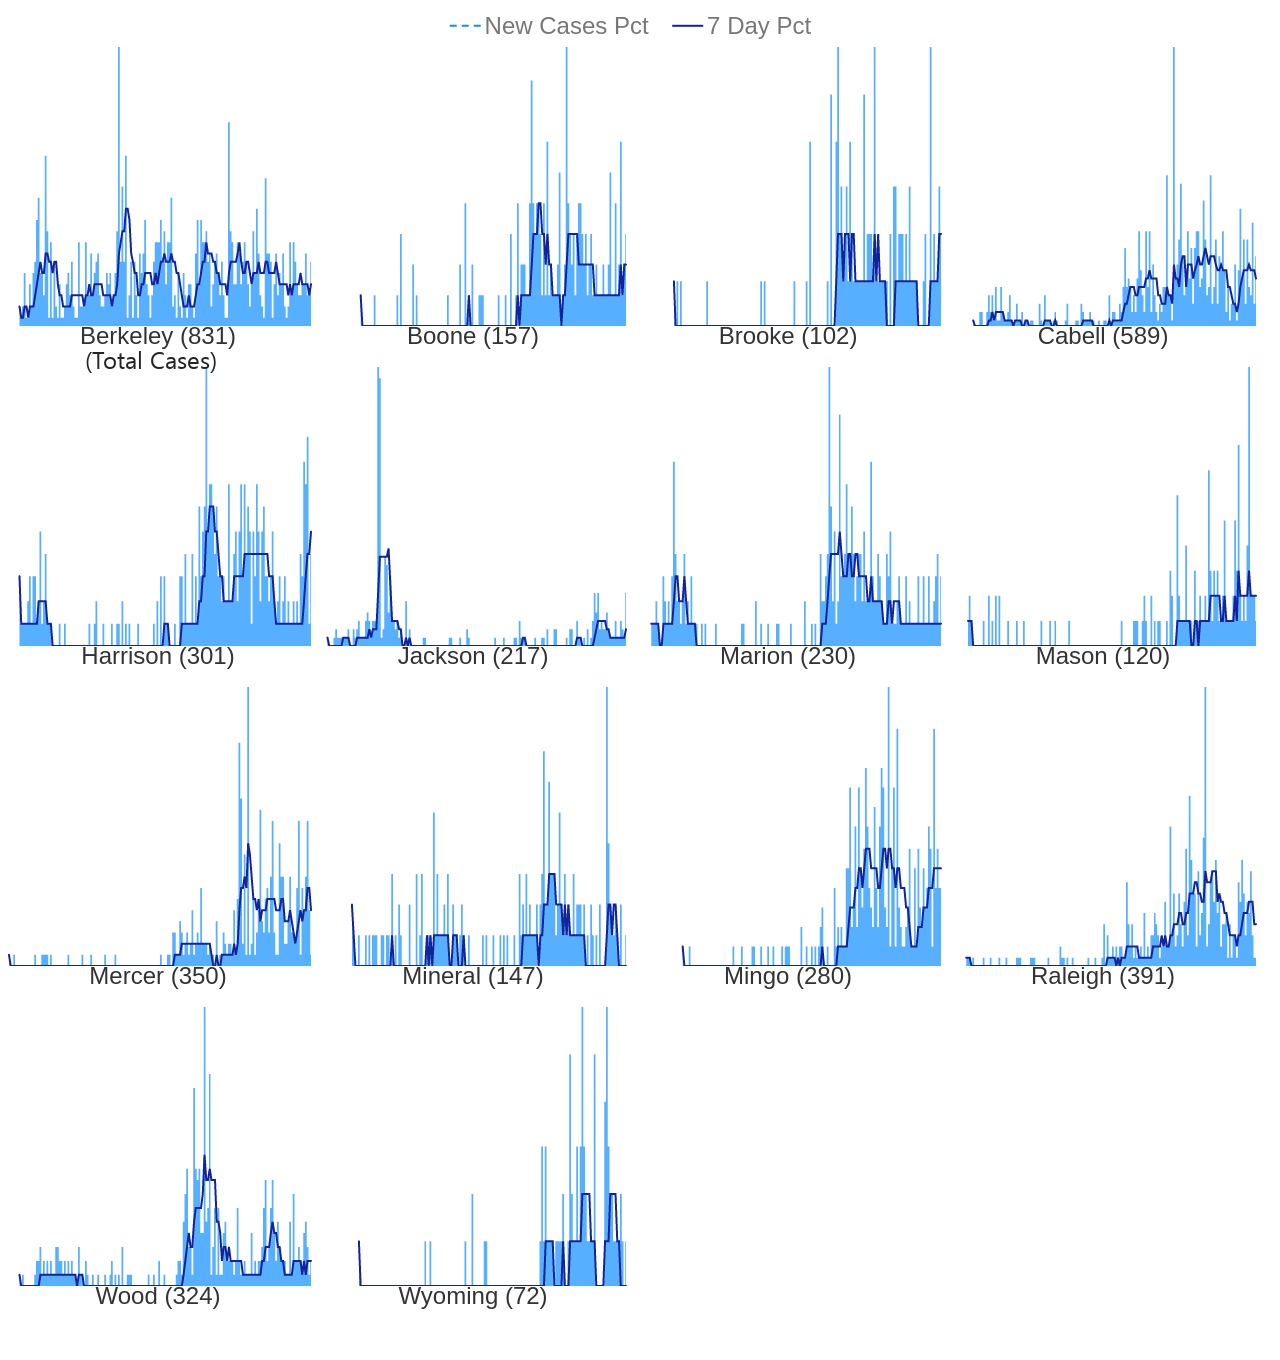 New Cases Pct 7 Day Pct
Berkeley (831) Boone (157) Brooke (102) Cabell (589)
(Total Cases)
Harrison (301) Jackson (217) Marion (230) Mason (120)
Mercer (350) Mineral (147) Mingo (280) Raleigh (391)
Wood (324) Wyoming (72)